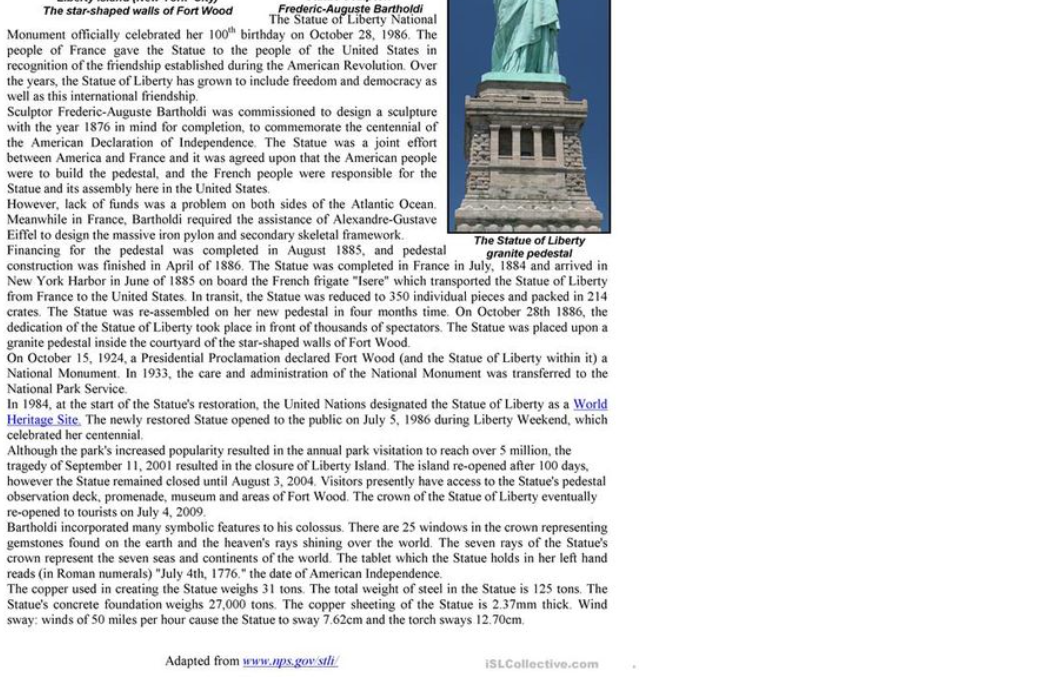 The star-shaped walls of Fort Wood
Frederic-Auguste Bartholdi
The Statue of Liberty National
Monument officially celebrated her 100th birthday on October 28, 1986. The
people of France gave the Statue to the people of the United States in
recognition of the friendship established during the American Revolution. Over
the years, the Statue of Liberty has grown to include freedom and democracy as
well as this international friendship.
Sculptor Frederic-Auguste Bartholdi was commissioned to design a sculpture
with the year 1876 in mind for completion, to commemorate the centennial of
the American Declaration of Independence. The Statue was a joint effort
between America and France and it was agreed upon that the American people
were to build the pedestal, and the French people were responsible for the
Statue and its assembly here in the United States.
However, lack of funds was a problem on both sides of the Atlantic Ocean.
Meanwhile in France, Bartholdi required the assistance of Alexandre-Gustave
Eiffel to design the massive iron pylon and secondary skeletal framework.
The Statue of Liberty
granite pedestal
Financing for the pedestal was completed in August 1885, and pedestal
construction was finished in April of 1886. The Statue was completed in France in July, 1884 and arrived in
New York Harbor in June of 1885 on board the French frigate "Isere" which transported the Statue of Liberty
from France to the United States. In transit, the Statue was reduced to 350 individual pieces and packed in 214
crates. The Statue was re-assembled on her new pedestal in four months time. On October 28th 1886, the
dedication of the Statue of Liberty took place in front of thousands of spectators. The Statue was placed upon a
granite pedestal inside the courtyard of the star-shaped walls of Fort Wood.
On October 15, 1924, a Presidential Proclamation declared Fort Wood (and the Statue of Liberty within it) a
National Monument. In 1933, the care and administration of the National Monument was transferred to the
National Park Service.
In 1984, at the start of the Statue's restoration, the United Nations designated the Statue of Liberty as a World
Heritage Site. The newly restored Statue opened to the public on July 5, 1986 during Liberty Weekend, which
celebrated her centennial.
Although the park's increased popularity resulted in the annual park visitation to reach over 5 million, the
tragedy of September 11, 2001 resulted in the closure of Liberty Island. The island re-opened after 100 days,
however the Statue remained closed until August 3, 2004. Visitors presently have access to the Statue's pedestal
observation deck, promenade, museum and areas of Fort Wood. The crown of the Statue of Liberty eventually
re-opened to tourists on July 4, 2009.
Bartholdi incorporated many symbolic features to his colossus. There are 25 windows in the crown representing
gemstones found on the earth and the heaven's rays shining over the world. The seven rays of the Statue's
crown represent the seven seas and continents of the world. The tablet which the Statue holds in her left hand
reads (in Roman numerals) "July 4th, 1776." the date of American Independence.
The copper used in creating the Statue weighs 31 tons. The total weight of steel in the Statue is 125 tons. The
Statue's concrete foundation weighs 27,000 tons. The copper sheeting of the Statue is 2.37mm thick. Wind
sway: winds of 50 miles per hour cause the Statue to sway 7.62cm and the torch sways 12.70cm.
Adapted from www.nps.gov/stli/
iSLCollective.com